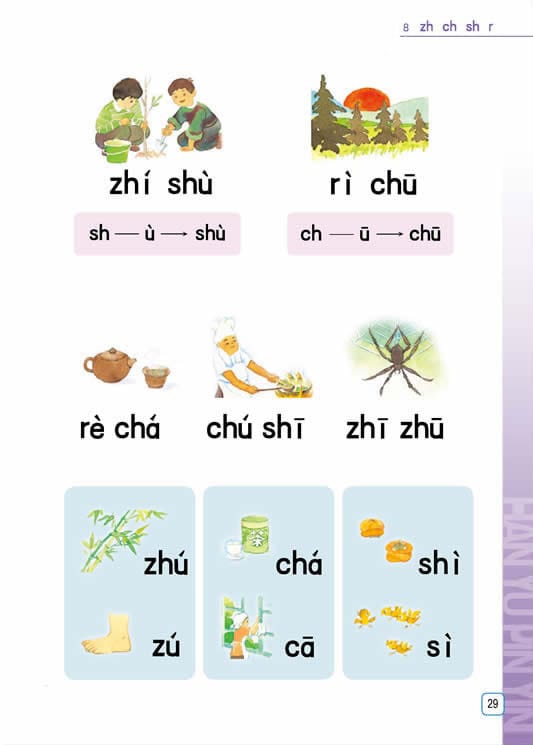 8 zh ch sh r
zhí shù
rì chū
sh — ù → shù
ch — ū → chū
rè chá
chú shī
zhī zhū
zhú
chá
shì
茶
zú
cā
sì
29
HAN YU PIN YIN